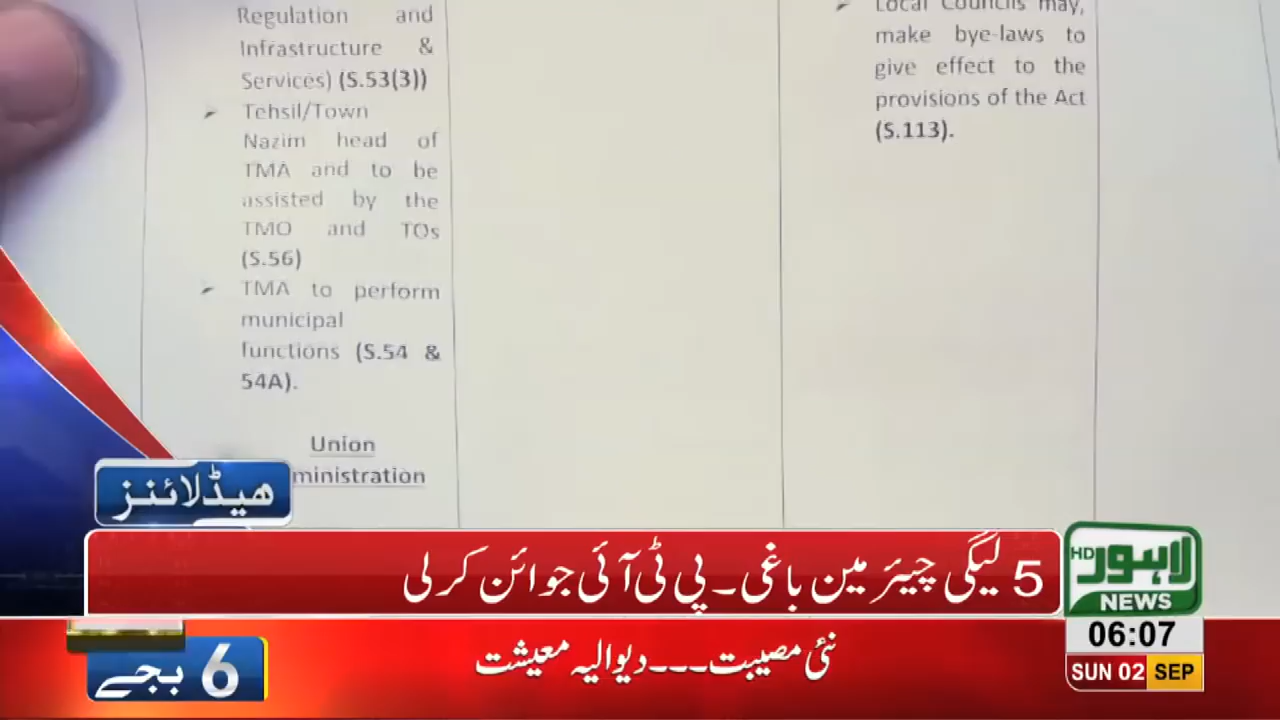 Regulation and
Infrastructure &
Services) (S.53(3))
➤ Tehsil/Town
Nazim head of
TMA and to be
assisted by the
TMO and TOs
(S.56)
➤ TMA to perform
municipal
functions (S.54 &
54A).
Union
ministration
➤ Local Councils may,
make bye-laws to
give effect to the
provisions of the Act
(S.113).
ھیڈلائنز
5 لیگی چیئرمین باغی۔ پی ٹی آئی جوائن کرلی
نئی مصیبت۔۔۔دیوالیہ معیشت
6 بجے
HD لاہور
NEWS
06:07
SUN 02 SEP